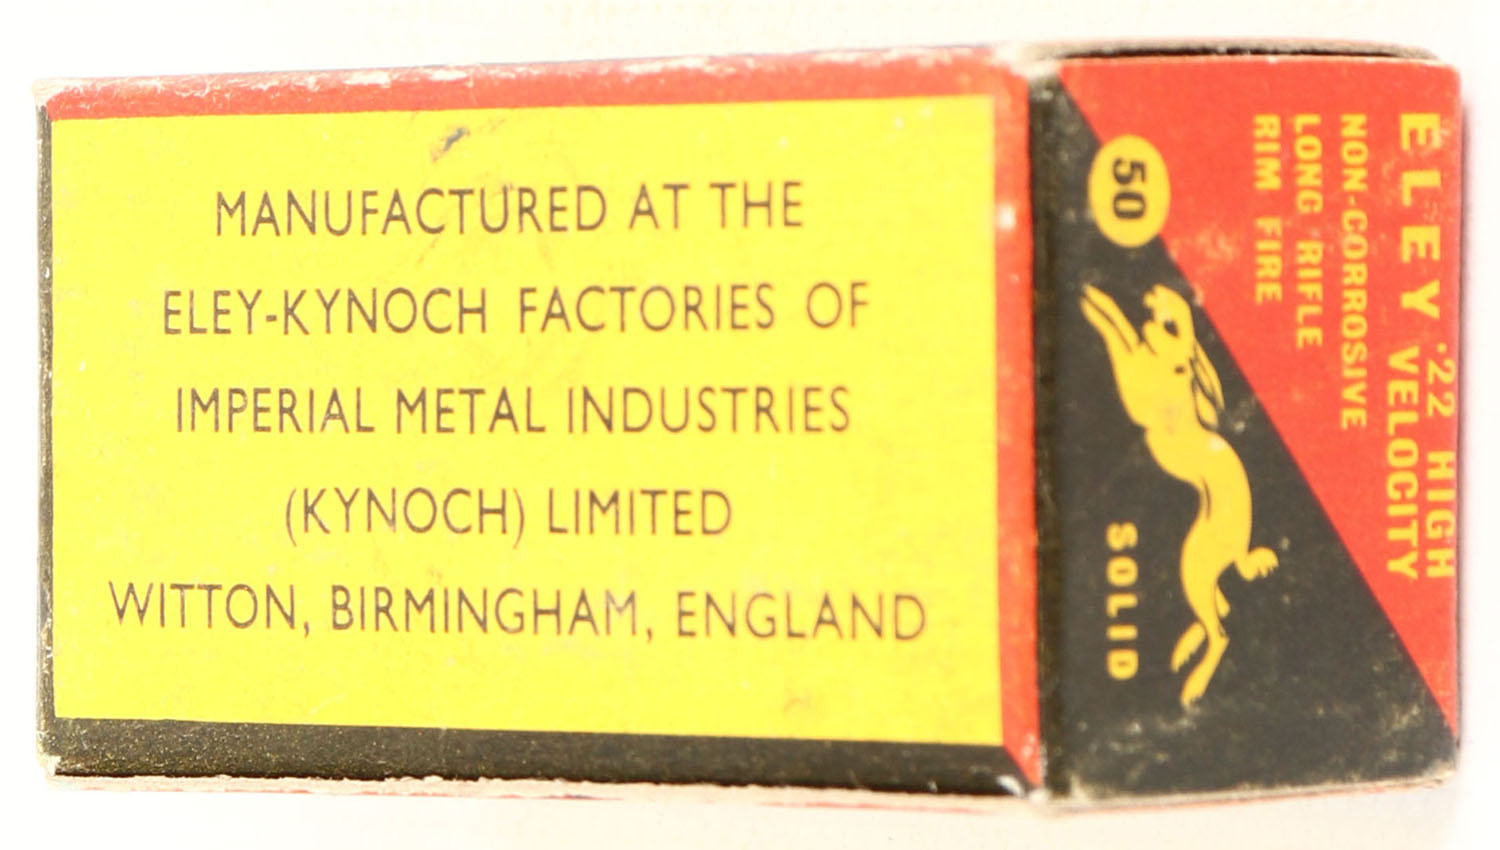 MANUFACTURED AT THE
ELEY-KYNOCH FACTORIES OF
IMPERIAL METAL INDUSTRIES
(KYNOCH) LIMITED
WITTON, BIRMINGHAM, ENGLAND
ELEY ·22 HIGH VELOCITY
NON-CORROSIVE
LONG RIFLE
RIM FIRE
50
SOLID